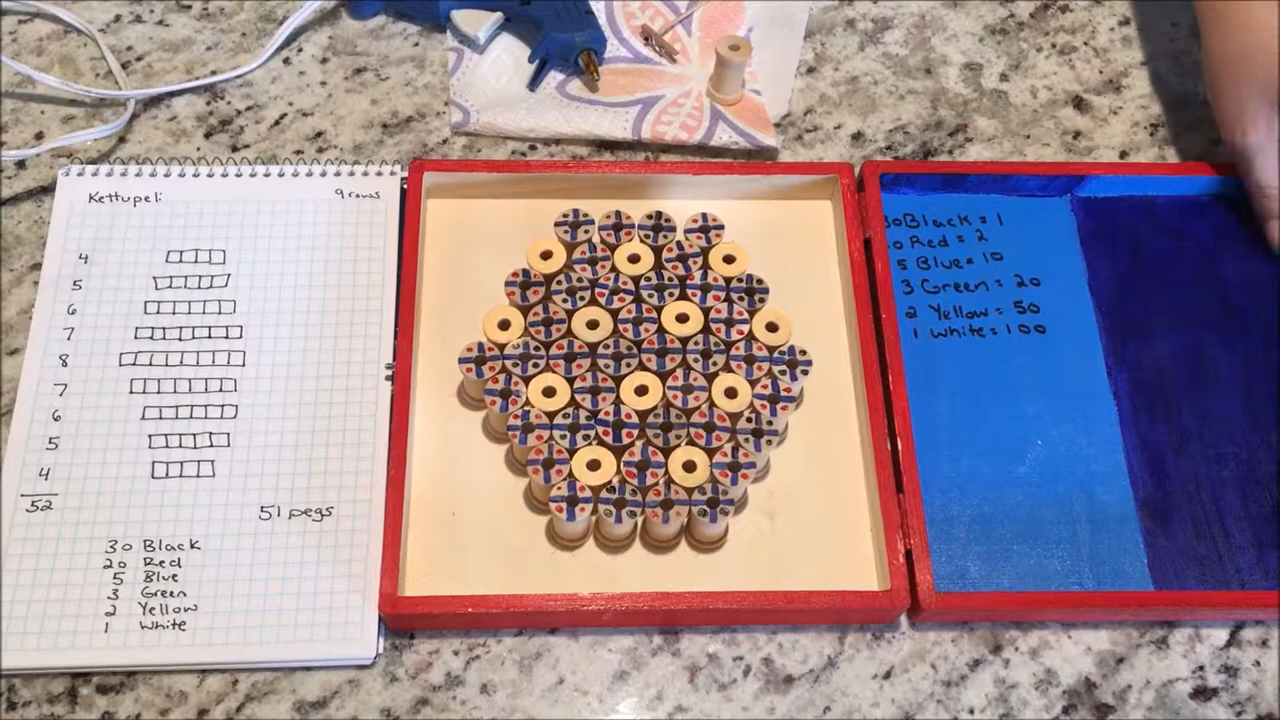 Kettupeli
9 rows
4
5
6
7
8
7
6
5
4
52
51 pegs
30 Black
20 Red
5 Blue
3 Green
2 Yellow
1 White
30 Black = 1
0 Red = 2
5 Blue = 10
3 Green = 20
2 Yellow = 50
1 White = 100